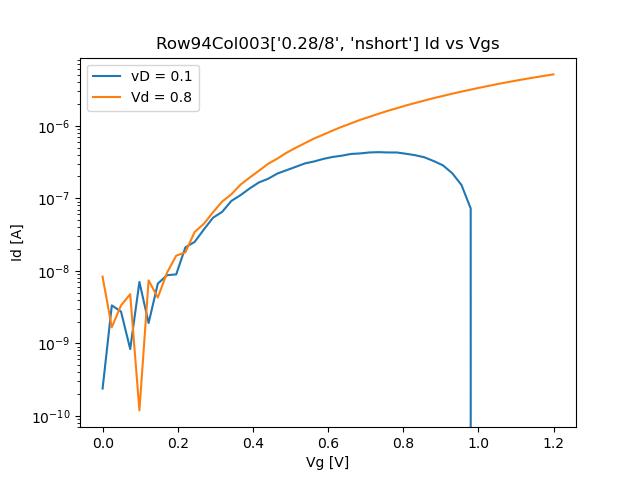 Row94Col003['0.28/8', 'nshort'] Id vs Vgs
vD = 0.1
Vd = 0.8
Id [A]
10⁻⁶
10⁻⁷
10⁻⁸
10⁻⁹
10⁻¹⁰
0.0 0.2 0.4 0.6 0.8 1.0 1.2
Vg [V]